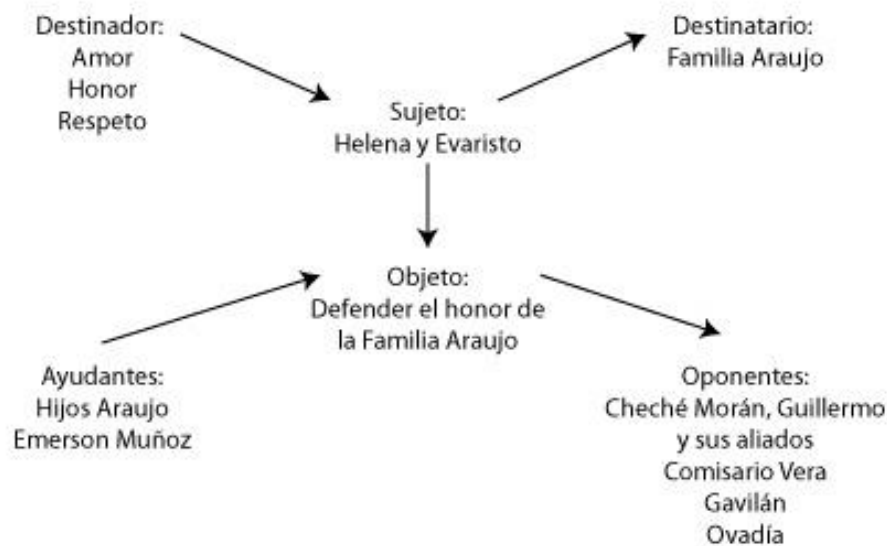 Destinador:
Amor
Honor
Respeto
Destinatario:
Familia Araujo
Sujeto:
Helena y Evaristo
Objeto:
Defender el honor de
la Familia Araujo
Ayudantes:
Hijos Araujo
Emerson Muñoz
Oponentes:
Cheché Morán, Guillermo
y sus aliados
Comisario Vera
Gavilán
Ovadía